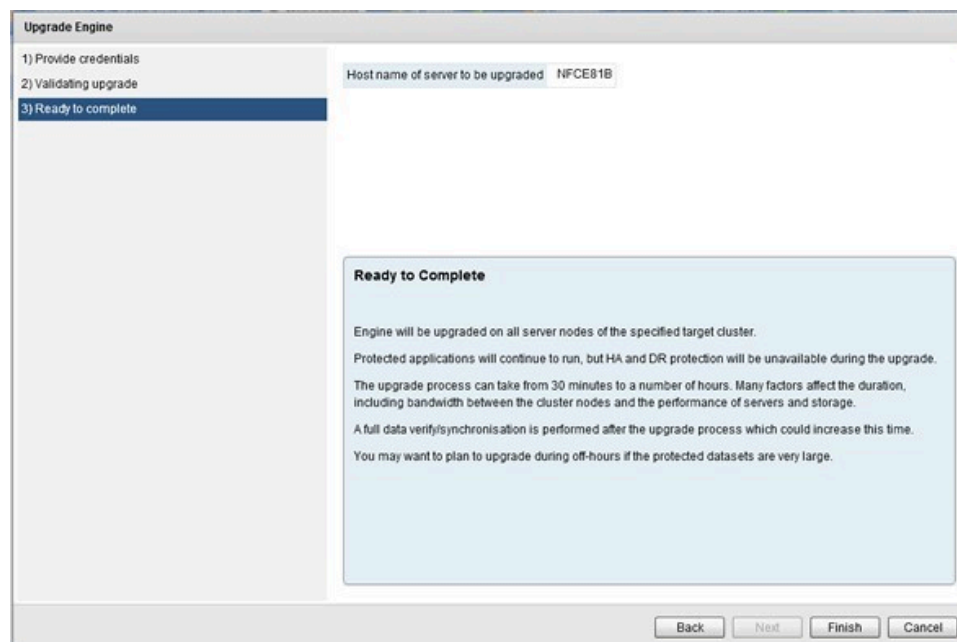 Upgrade Engine
1) Provide credentials
2) Validating upgrade
3) Ready to complete
Host name of server to be upgraded NFCE81B
Ready to Complete
Engine will be upgraded on all server nodes of the specified target cluster.
Protected applications will continue to run, but HA and DR protection will be unavailable during the upgrade.
The upgrade process can take from 30 minutes to a number of hours. Many factors affect the duration,
including bandwidth between the cluster nodes and the performance of servers and storage.
A full data verify/synchronisation is performed after the upgrade process which could increase this time.
You may want to plan to upgrade during off-hours if the protected datasets are very large.
Back Next Finish Cancel